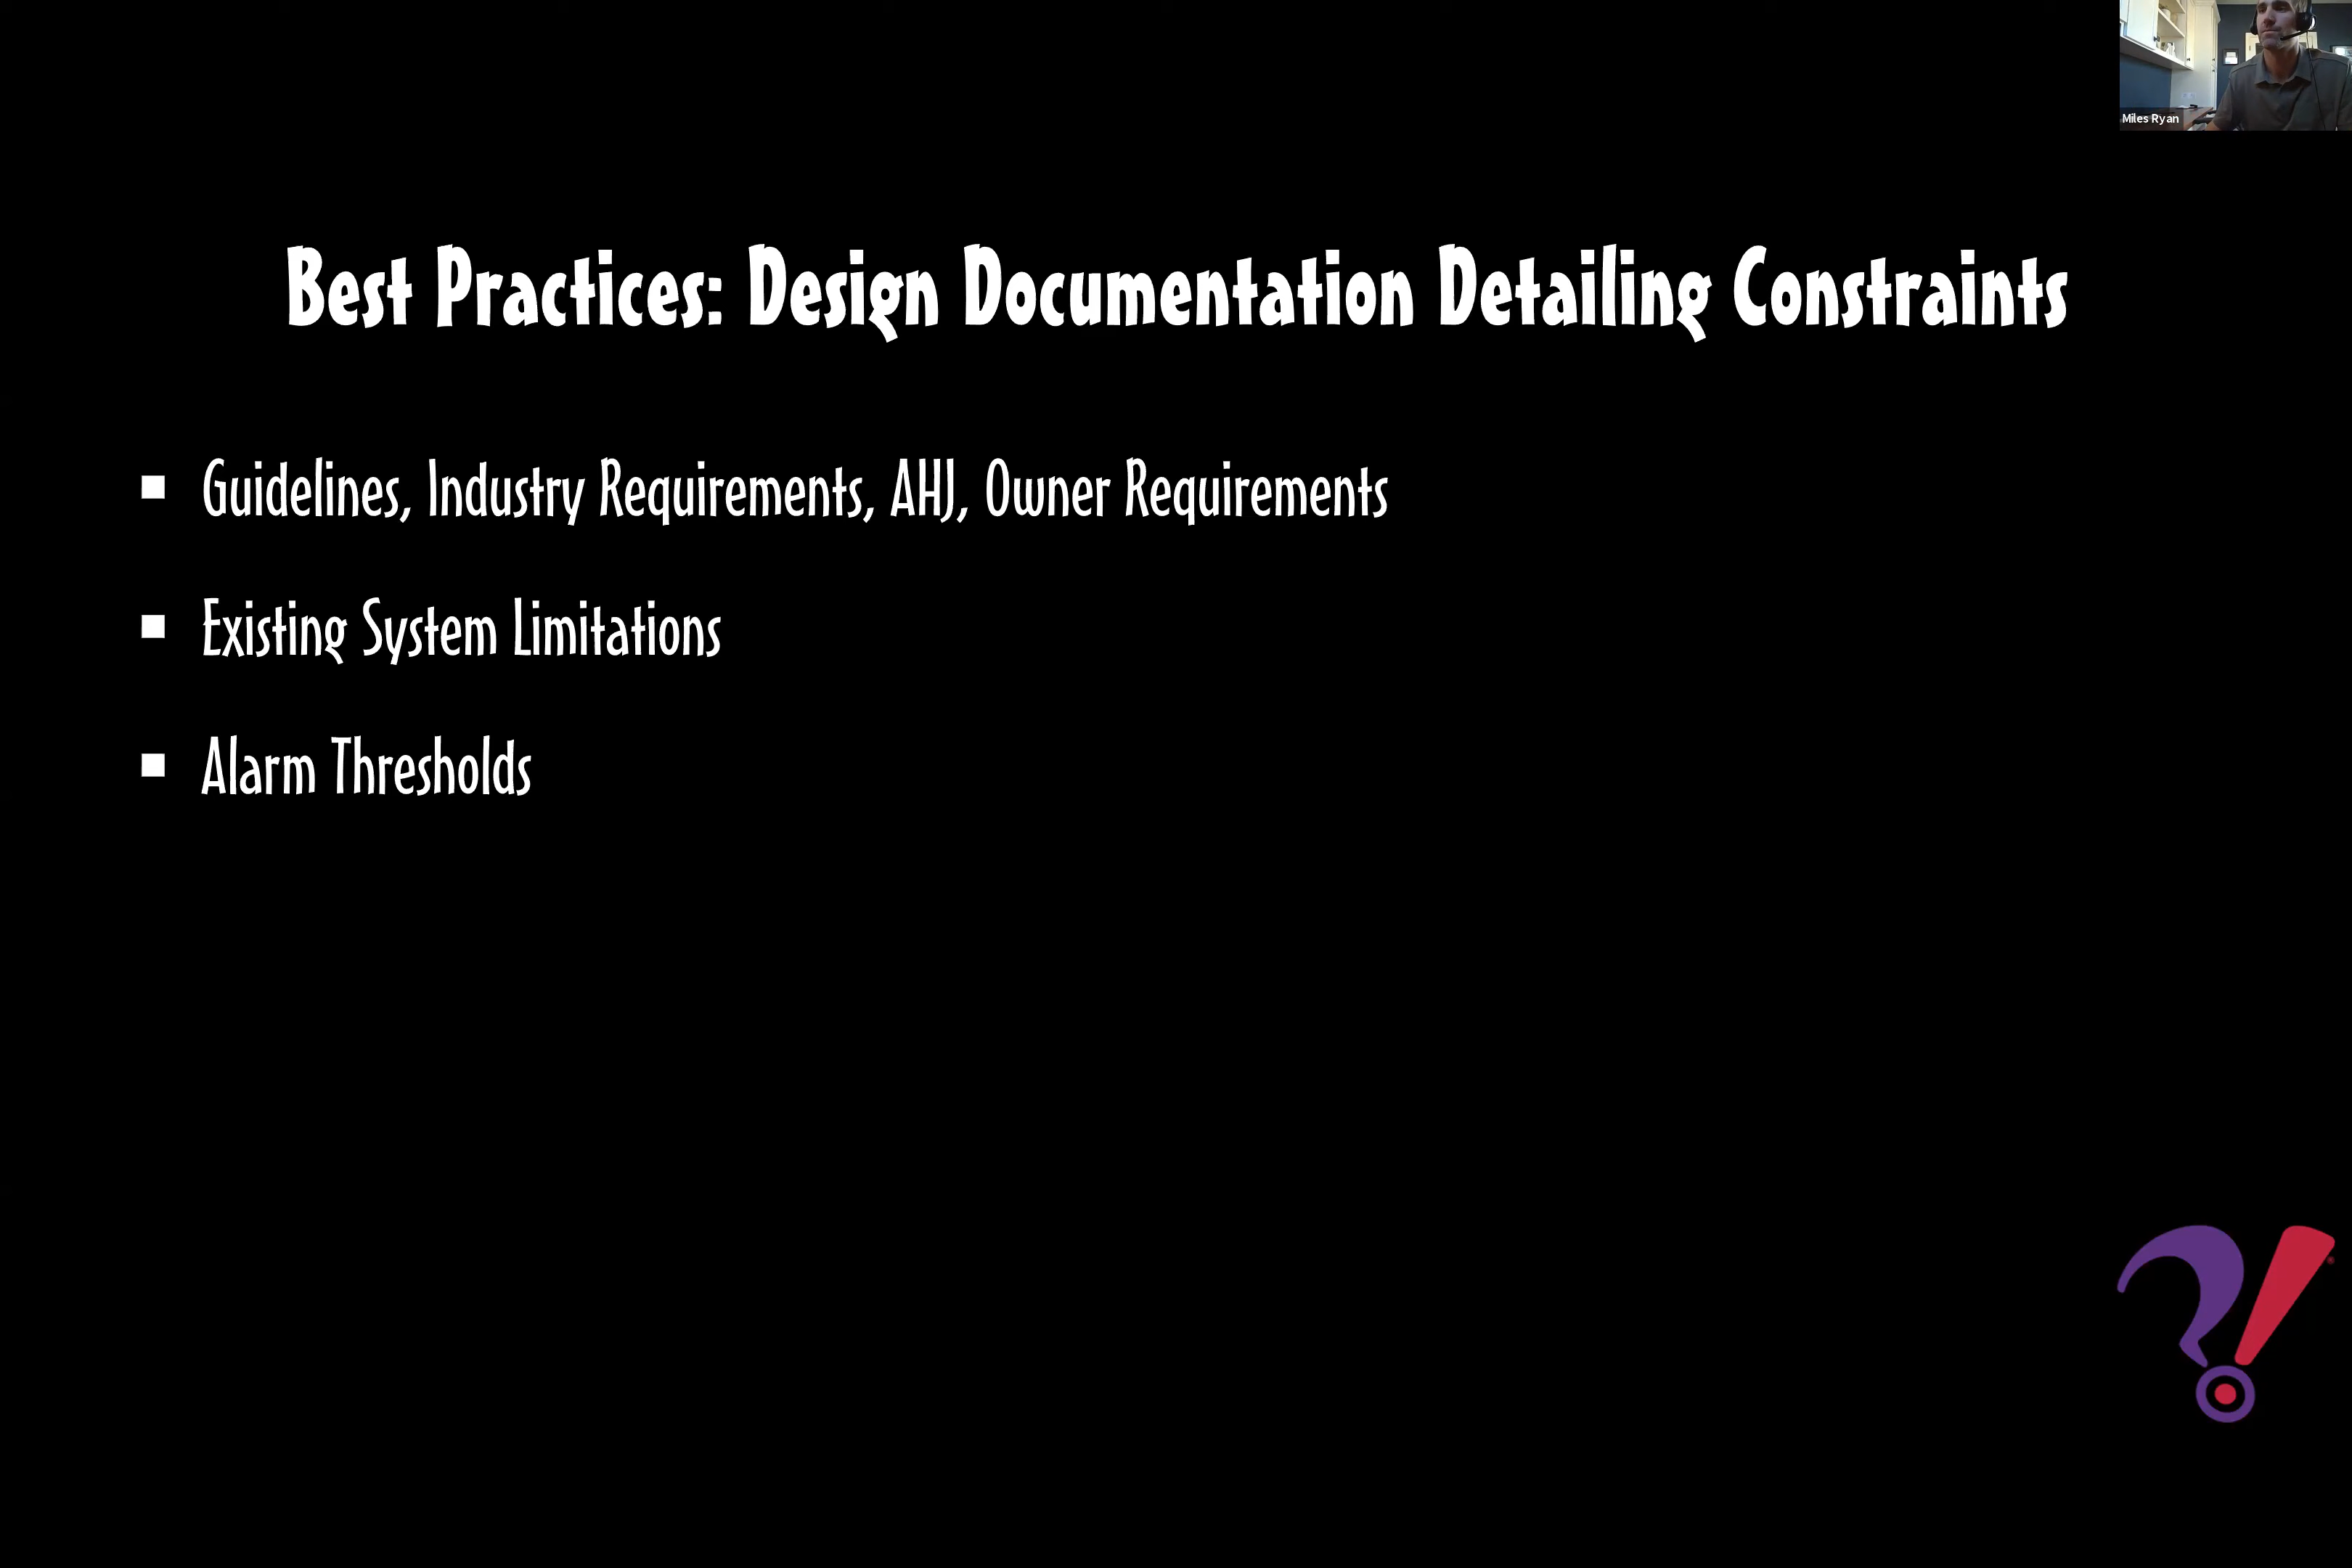 Miles Ryan
Best Practices: Design Documentation Detailing Constraints
Guidelines, Industry Requirements, AHJ, Owner Requirements
Existing System Limitations
Alarm Thresholds